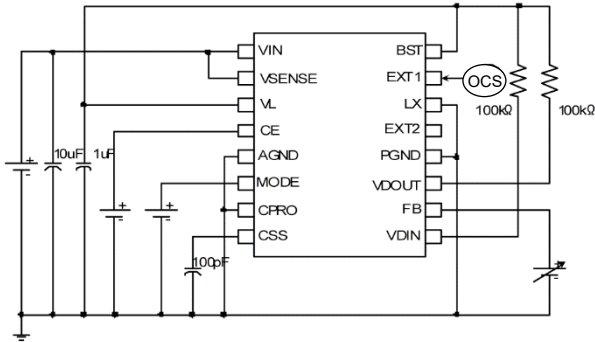 VIN
VSENSE
VL
CE
AGND
MODE
CPRO
CSS
BST
EXT1
LX
EXT2
PGND
VDOUT
FB
VDIN
OCS
100kΩ
100kΩ
10uF
1uF
100pF
+
-
+
-
+
-
+
-